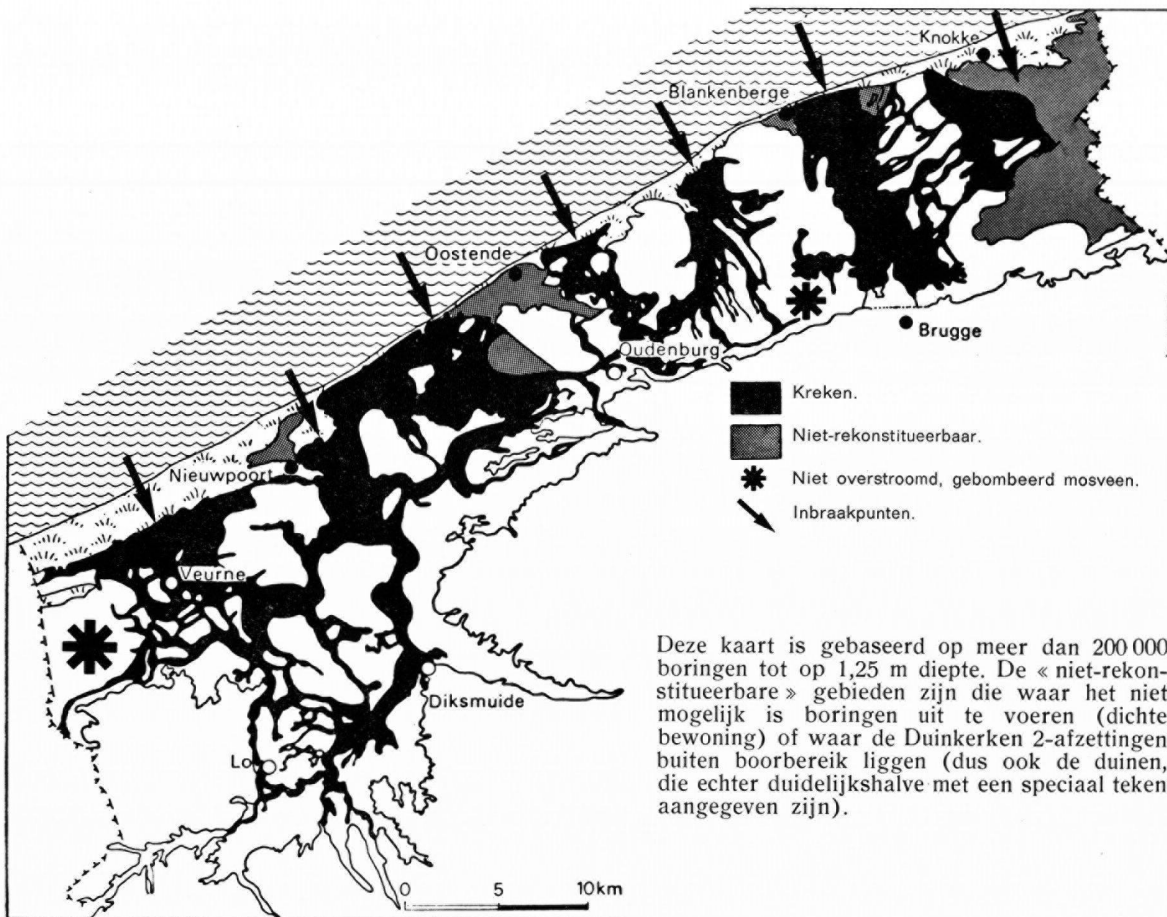 Knokke
Blankenberge
Oostende
Oudenburg
Brugge
Kreken.
Niet-rekonstitueerbaar.
Niet overstroomd, gebombeerd mosveen.
Inbraakpunten.
Nieuwpoort
Veurne
Diksmuide
Lo
Deze kaart is gebaseerd op meer dan 200 000
boringen tot op 1,25 m diepte. De « niet-rekon-
stitueerbare » gebieden zijn die waar het niet
mogelijk is boringen uit te voeren (dichte
bewoning) of waar de Duinkerken 2-afzettingen
buiten boorbereik liggen (dus ook de duinen,
die echter duidelijkshalve met een speciaal teken
aangegeven zijn).
0 5 10km